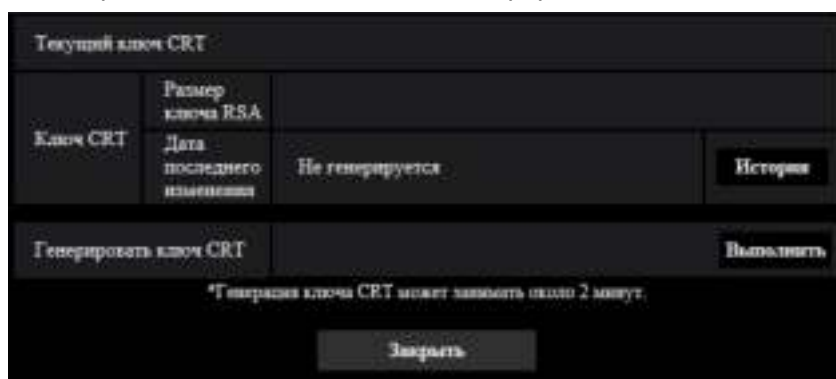 Текущий ключ CRT
Ключ CRT
Размер
ключа RSA
Дата
последнего
изменения
Не генерируется
История
Генерировать ключ CRT
Выполнить
*Генерация ключа CRT может занимать около 2 минут.
Закрыть